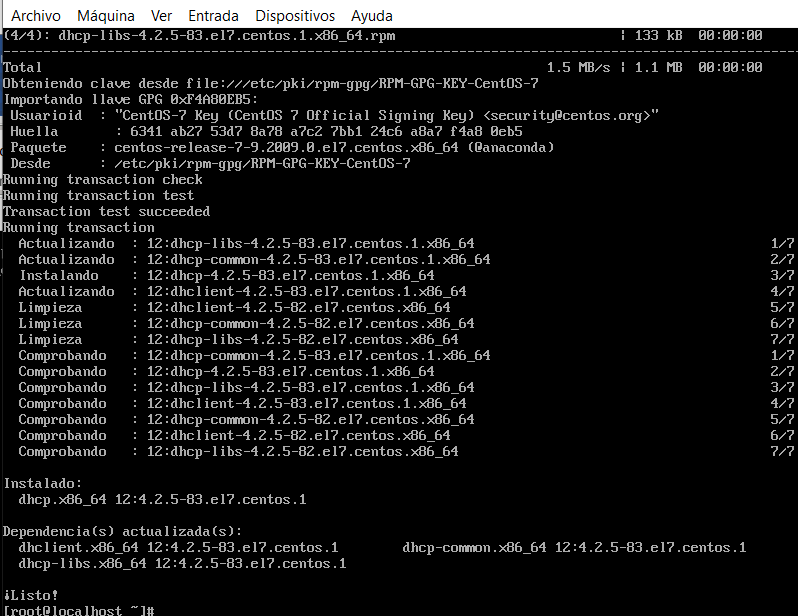 Archivo Máquina Ver Entrada Dispositivos Ayuda
(4/4): dhcp-libs-4.2.5-83.el7.centos.1.x86_64.rpm | 133 kB 00:00:00
--------------------------------------------------------------------------------
Total 1.5 MB/s | 1.1 MB 00:00:00
Obteniendo clave desde file:///etc/pki/rpm-gpg/RPM-GPG-KEY-CentOS-7
Importando llave GPG 0xF4A80EB5:
Usuarioid : "CentOS-7 Key (CentOS 7 Official Signing Key) <security@centos.org>"
Huella : 6341 ab27 53d7 8a78 a7c2 7bb1 24c6 a8a7 f4a8 0eb5
Paquete : centos-release-7-9.2009.0.el7.centos.x86_64 (@anaconda)
Desde : /etc/pki/rpm-gpg/RPM-GPG-KEY-CentOS-7
Running transaction check
Running transaction test
Transaction test succeeded
Running transaction
Actualizando : 12:dhcp-libs-4.2.5-83.el7.centos.1.x86_64 1/7
Actualizando : 12:dhcp-common-4.2.5-83.el7.centos.1.x86_64 2/7
Instalando : 12:dhcp-4.2.5-83.el7.centos.1.x86_64 3/7
Actualizando : 12:dhclient-4.2.5-83.el7.centos.1.x86_64 4/7
Limpieza : 12:dhclient-4.2.5-82.el7.centos.x86_64 5/7
Limpieza : 12:dhcp-common-4.2.5-82.el7.centos.x86_64 6/7
Limpieza : 12:dhcp-libs-4.2.5-82.el7.centos.x86_64 7/7
Comprobando : 12:dhcp-common-4.2.5-83.el7.centos.1.x86_64 1/7
Comprobando : 12:dhcp-4.2.5-83.el7.centos.1.x86_64 2/7
Comprobando : 12:dhcp-libs-4.2.5-83.el7.centos.1.x86_64 3/7
Comprobando : 12:dhclient-4.2.5-83.el7.centos.1.x86_64 4/7
Comprobando : 12:dhcp-common-4.2.5-82.el7.centos.x86_64 5/7
Comprobando : 12:dhclient-4.2.5-82.el7.centos.x86_64 6/7
Comprobando : 12:dhcp-libs-4.2.5-82.el7.centos.x86_64 7/7
Instalado:
dhcp.x86_64 12:4.2.5-83.el7.centos.1
Dependencia(s) actualizada(s):
dhclient.x86_64 12:4.2.5-83.el7.centos.1 dhcp-common.x86_64 12:4.2.5-83.el7.centos.1
dhcp-libs.x86_64 12:4.2.5-83.el7.centos.1
¡Listo!
[root@localhost ~]#